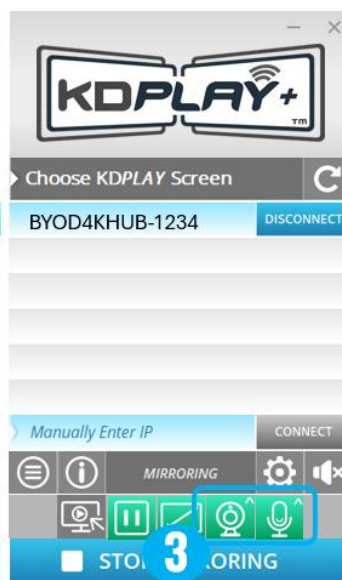 KDPLAY+
TM
Choose KDPLAY Screen
BYOD4KHUB-1234 DISCONNECT
Manually Enter IP CONNECT
MIRRORING
3